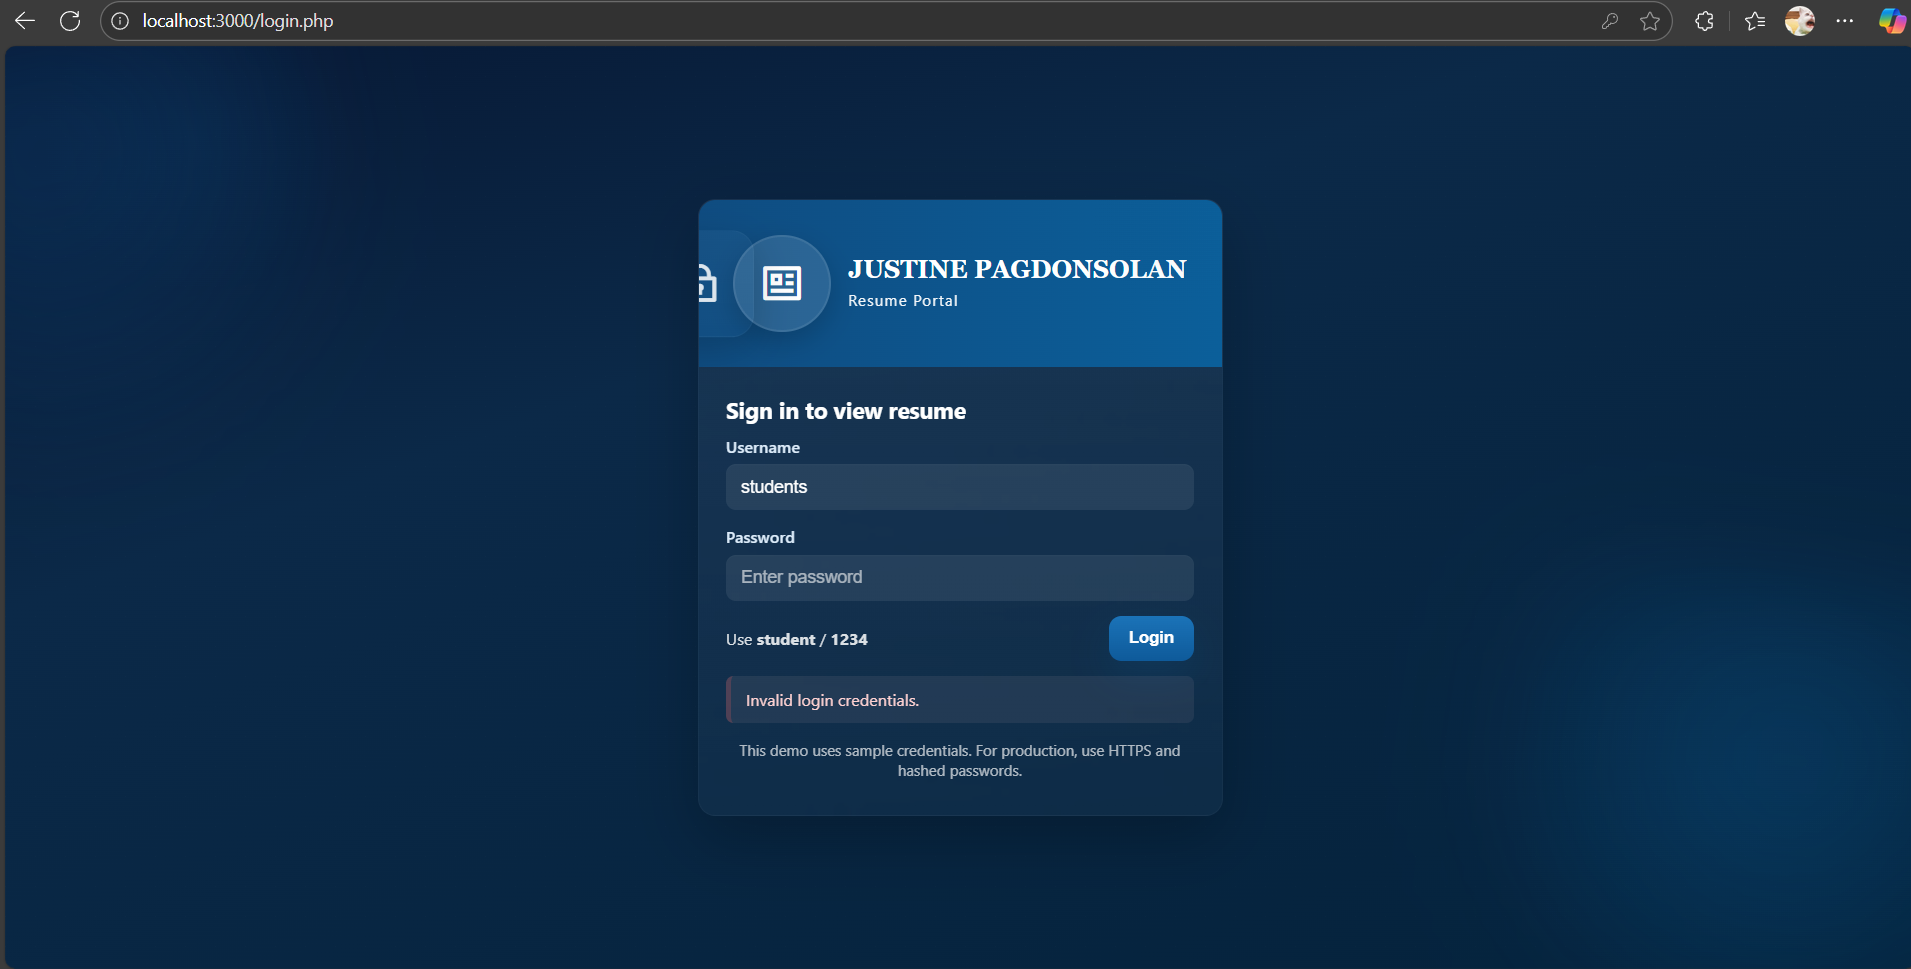 localhost:3000/login.php
JUSTINE PAGDONSOLAN
Resume Portal
Sign in to view resume
Username
students
Password
Enter password
Use student / 1234
Login
Invalid login credentials.
This demo uses sample credentials. For production, use HTTPS and
hashed passwords.